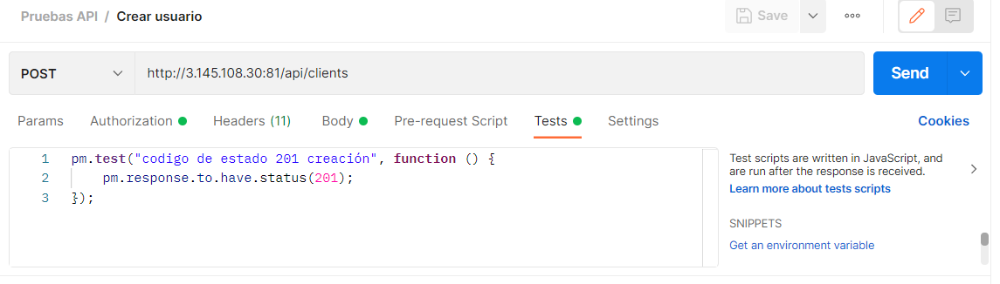 Pruebas API / Crear usuario
Save
POST
http://3.145.108.30:81/api/clients
Send
Params Authorization Headers (11) Body Pre-request Script Tests Settings Cookies
1 pm.test("codigo de estado 201 creación", function () {
2 pm.response.to.have.status(201);
3 });
Test scripts are written in JavaScript, and
are run after the response is received.
Learn more about tests scripts
SNIPPETS
Get an environment variable